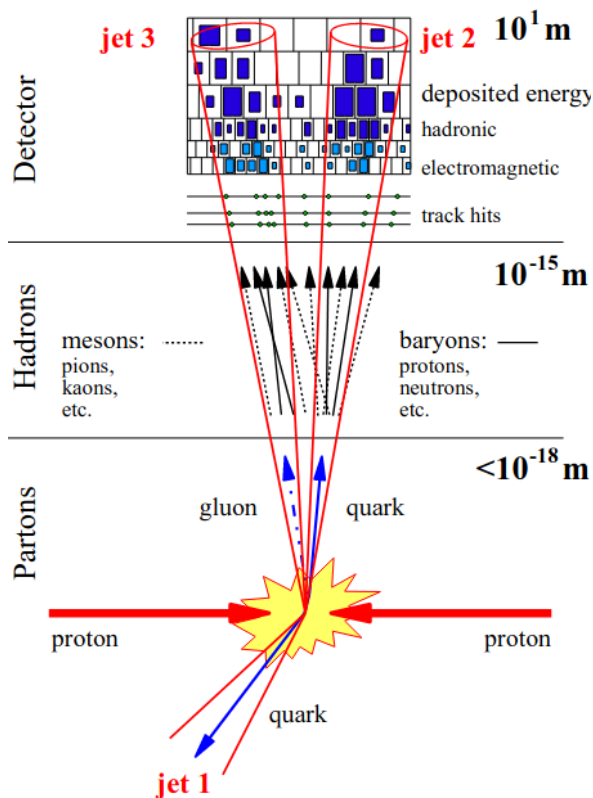 jet 3
jet 2
10¹ m
Detector
deposited energy
hadronic
electromagnetic
track hits
10⁻¹⁵ m
Hadrons
mesons:
pions,
kaons,
etc.
baryons:
protons,
neutrons,
etc.
<10⁻¹⁸ m
Partons
gluon
quark
proton
proton
quark
jet 1